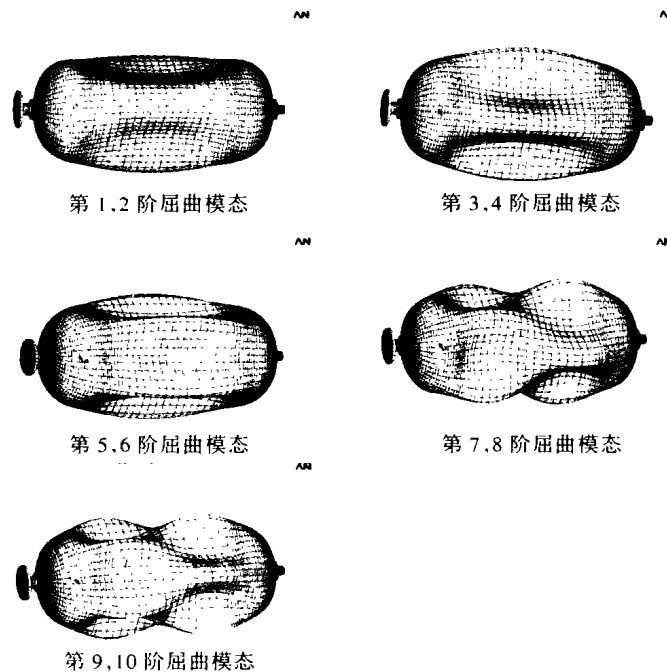 第 1,2 阶屈曲模态
第 3,4 阶屈曲模态
第 5,6 阶屈曲模态
第 7,8 阶屈曲模态
第 9,10 阶屈曲模态